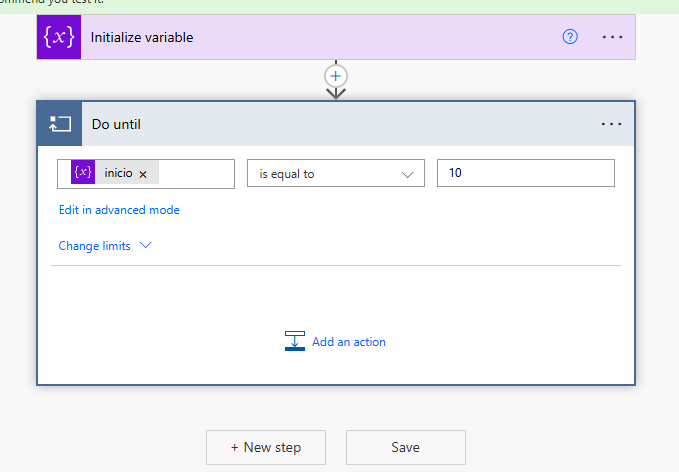 you test it.
{x} Initialize variable ? ...
+
Do until ...
{x} inicio × is equal to 10
Edit in advanced mode
Change limits
Add an action
+ New step Save